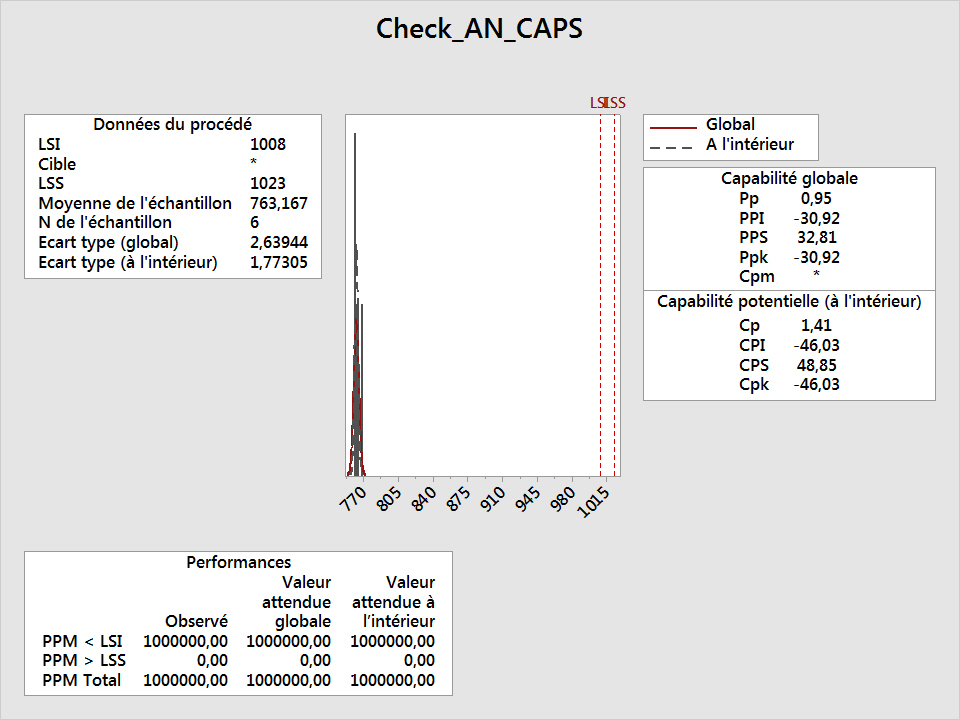 Check_AN_CAPS
LSI LSS
Données du procédé
LSI 1008
Cible *
LSS 1023
Moyenne de l'échantillon 763,167
N de l'échantillon 6
Ecart type (global) 2,63944
Ecart type (à l'intérieur) 1,77305
Global
A l'intérieur
Capabilité globale
Pp 0,95
PPI -30,92
PPS 32,81
Ppk -30,92
Cpm *
Capabilité potentielle (à l'intérieur)
Cp 1,41
CPI -46,03
CPS 48,85
Cpk -46,03
770 805 840 875 910 945 980 1015
Performances
Valeur Valeur
attendue attendue à
Observé globale l'intérieur
PPM < LSI 1000000,00 1000000,00 1000000,00
PPM > LSS 0,00 0,00 0,00
PPM Total 1000000,00 1000000,00 1000000,00